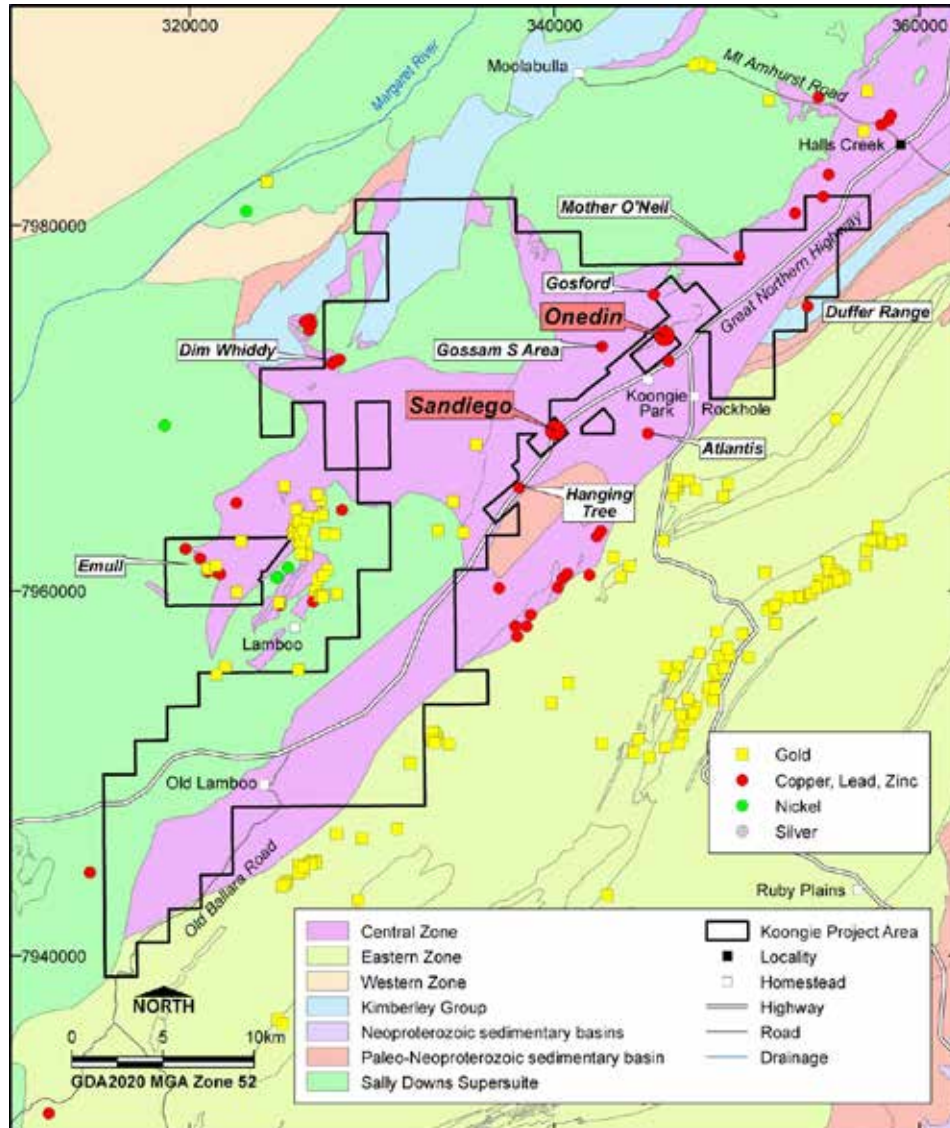 320000
340000
360000
Moolabulla
Mt Amhurst Road
Margaret River
Halls Creek
7980000
Mother O'Neil
Great Northern Highway
Gosford
Onedin
Duffer Range
Dim Whiddy
Gossam S Area
Koongie
Park
Rockhole
Sandiego
Atlantis
Hanging
Tree
Emull
7960000
Lamboo
Gold
Copper, Lead, Zinc
Nickel
Silver
Old Lamboo
Old Ballara Road
Ruby Plains
7940000
Central Zone
Eastern Zone
Western Zone
Kimberley Group
Neoproterozoic sedimentary basins
Paleo-Neoproterozoic sedimentary basin
Sally Downs Supersuite
Koongie Project Area
Locality
Homestead
Highway
Road
Drainage
NORTH
0 5 10km
GDA2020 MGA Zone 52